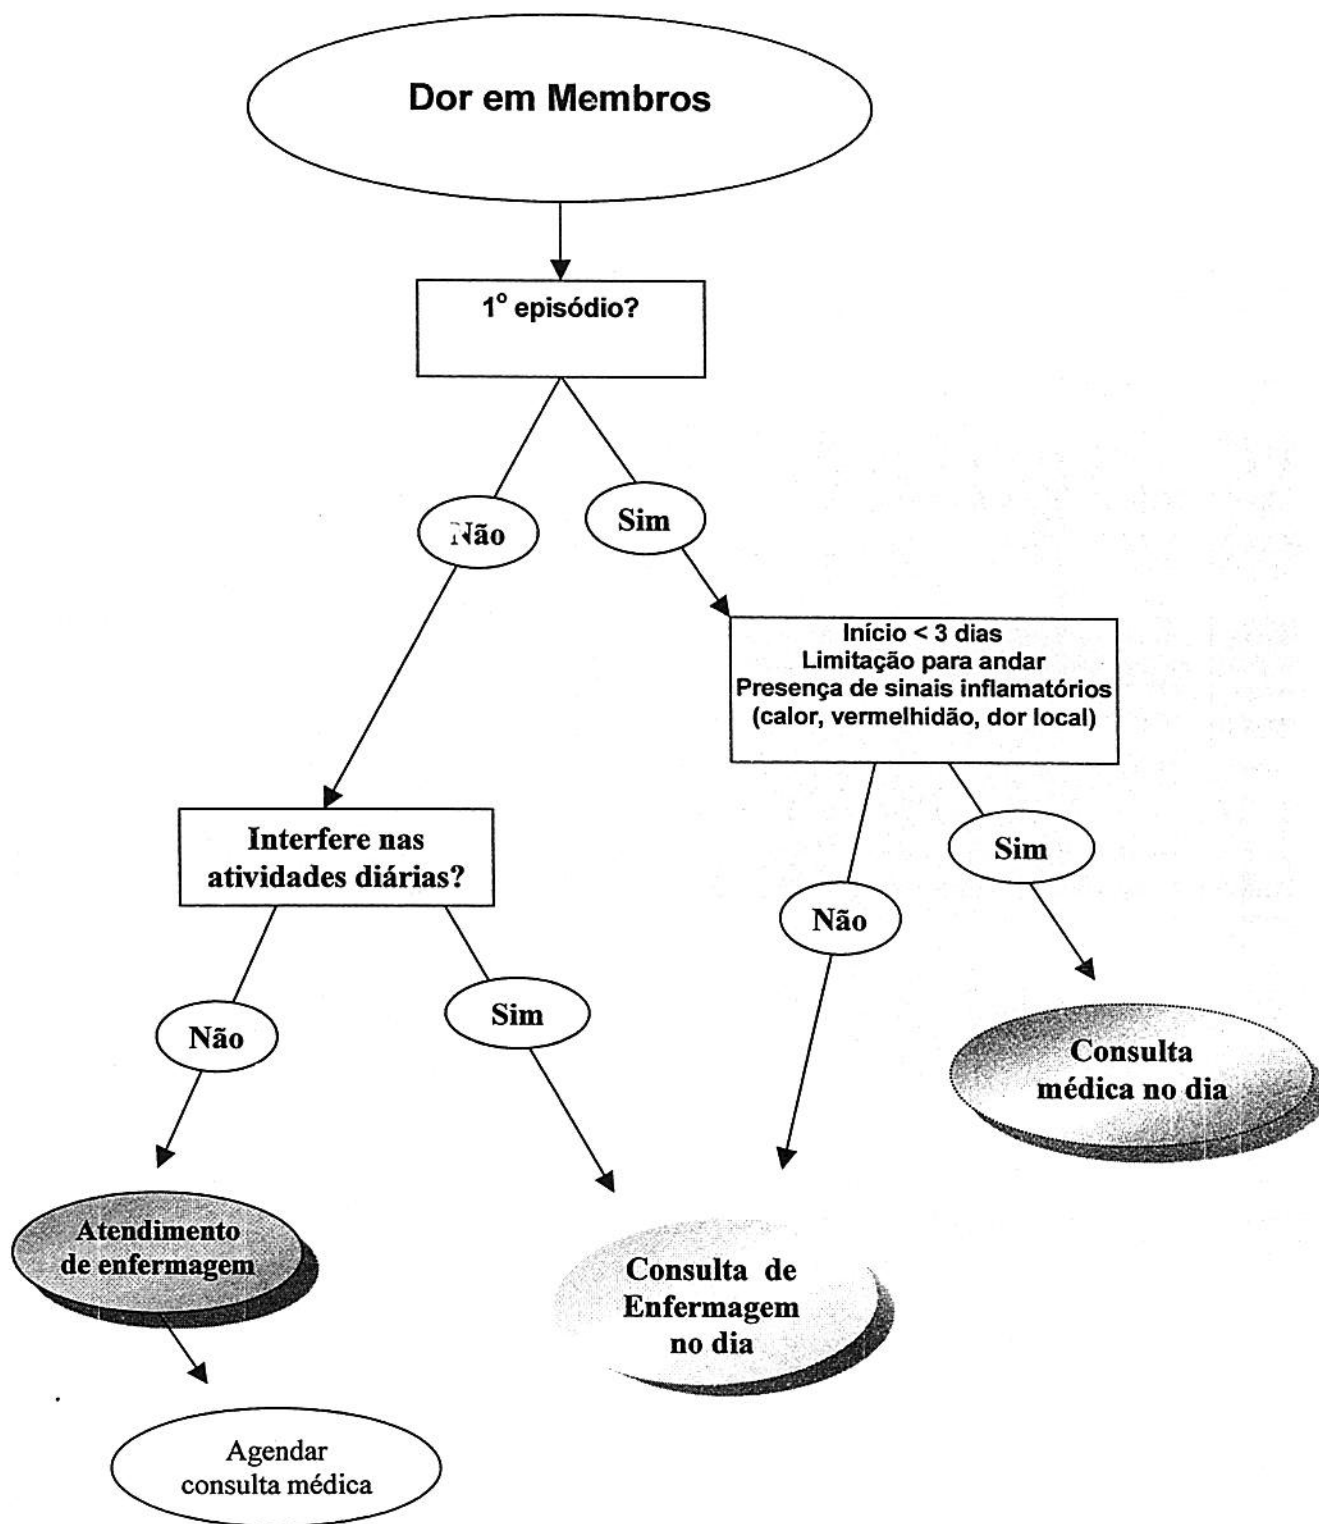 Dor em Membros
1º episódio?
Não
Sim
Início < 3 dias
Limitação para andar
Presença de sinais inflamatórios
(calor, vermelhidão, dor local)
Interfere nas
atividades diárias?
Sim
Não
Não
Sim
Consulta
médica no dia
Atendimento
de enfermagem
Consulta de
Enfermagem
no dia
Agendar
consulta médica